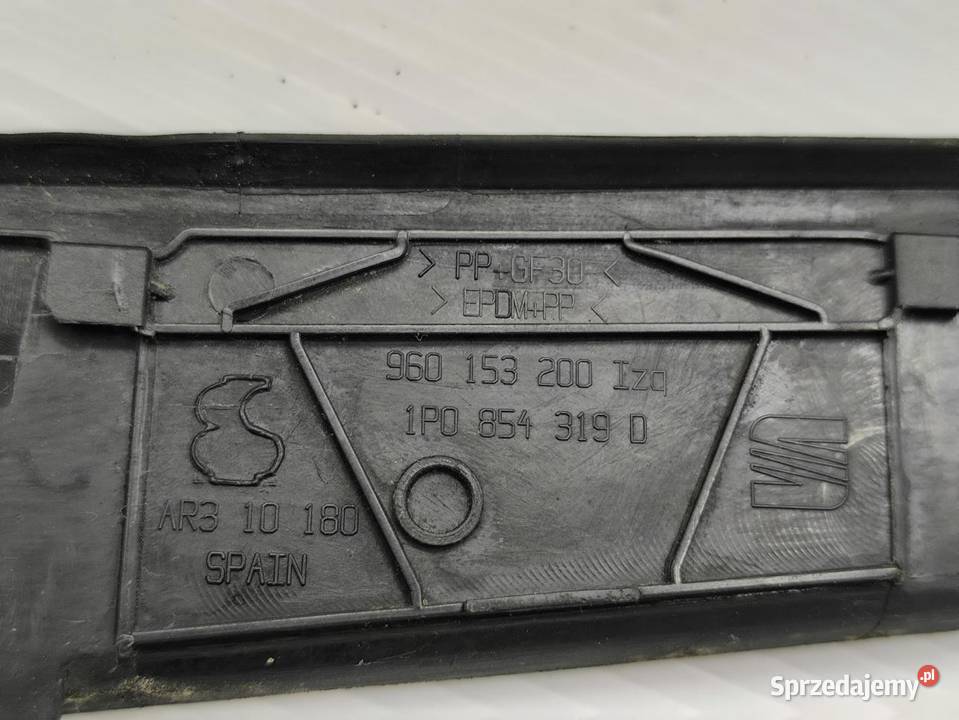 > PP+GF30 <
> EPDM+PP <
960 153 200 Izq
1P0 854 319 D
AR3 10 180
SPAIN
Sprzedajemy.pl